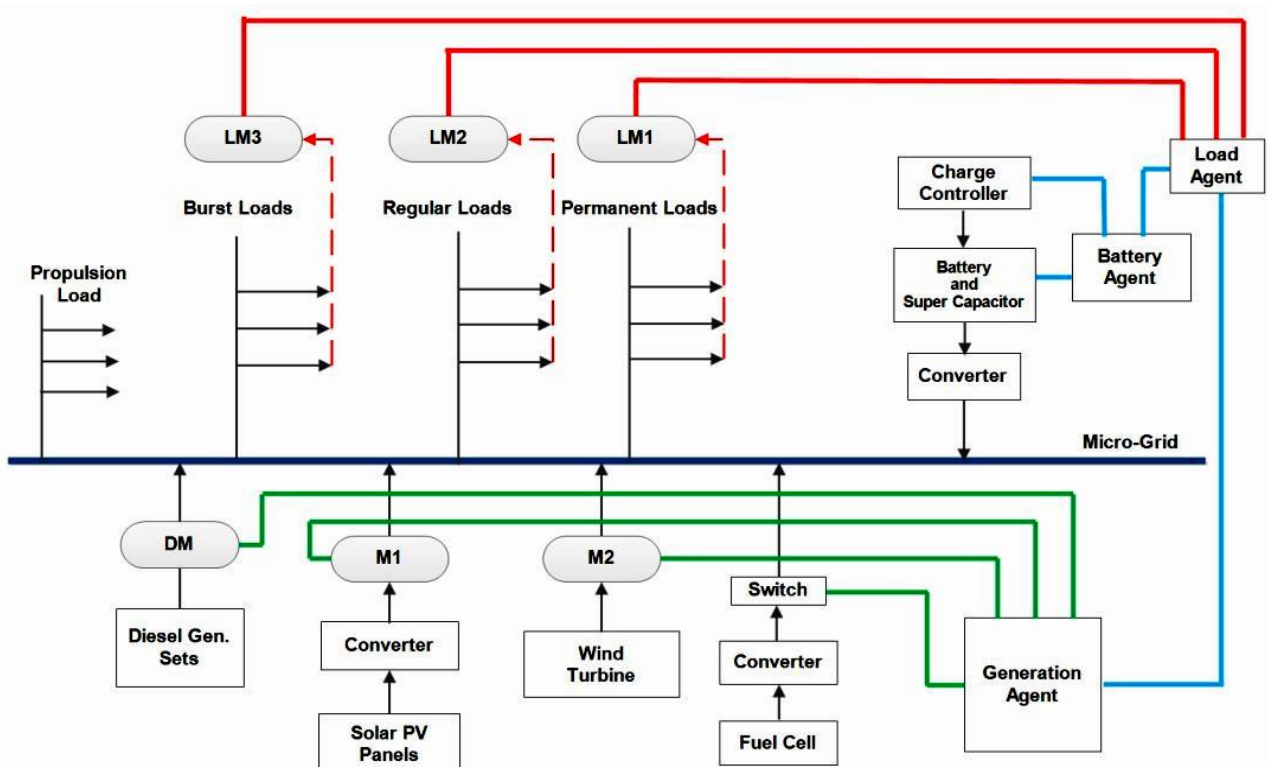 LM3
LM2
LM1
Load
Agent
Charge
Controller
Burst Loads
Regular Loads
Permanent Loads
Battery
Agent
Propulsion
Load
Battery
and
Super Capacitor
Converter
Micro-Grid
DM
M1
M2
Switch
Diesel Gen.
Sets
Converter
Wind
Turbine
Converter
Generation
Agent
Solar PV
Panels
Fuel Cell